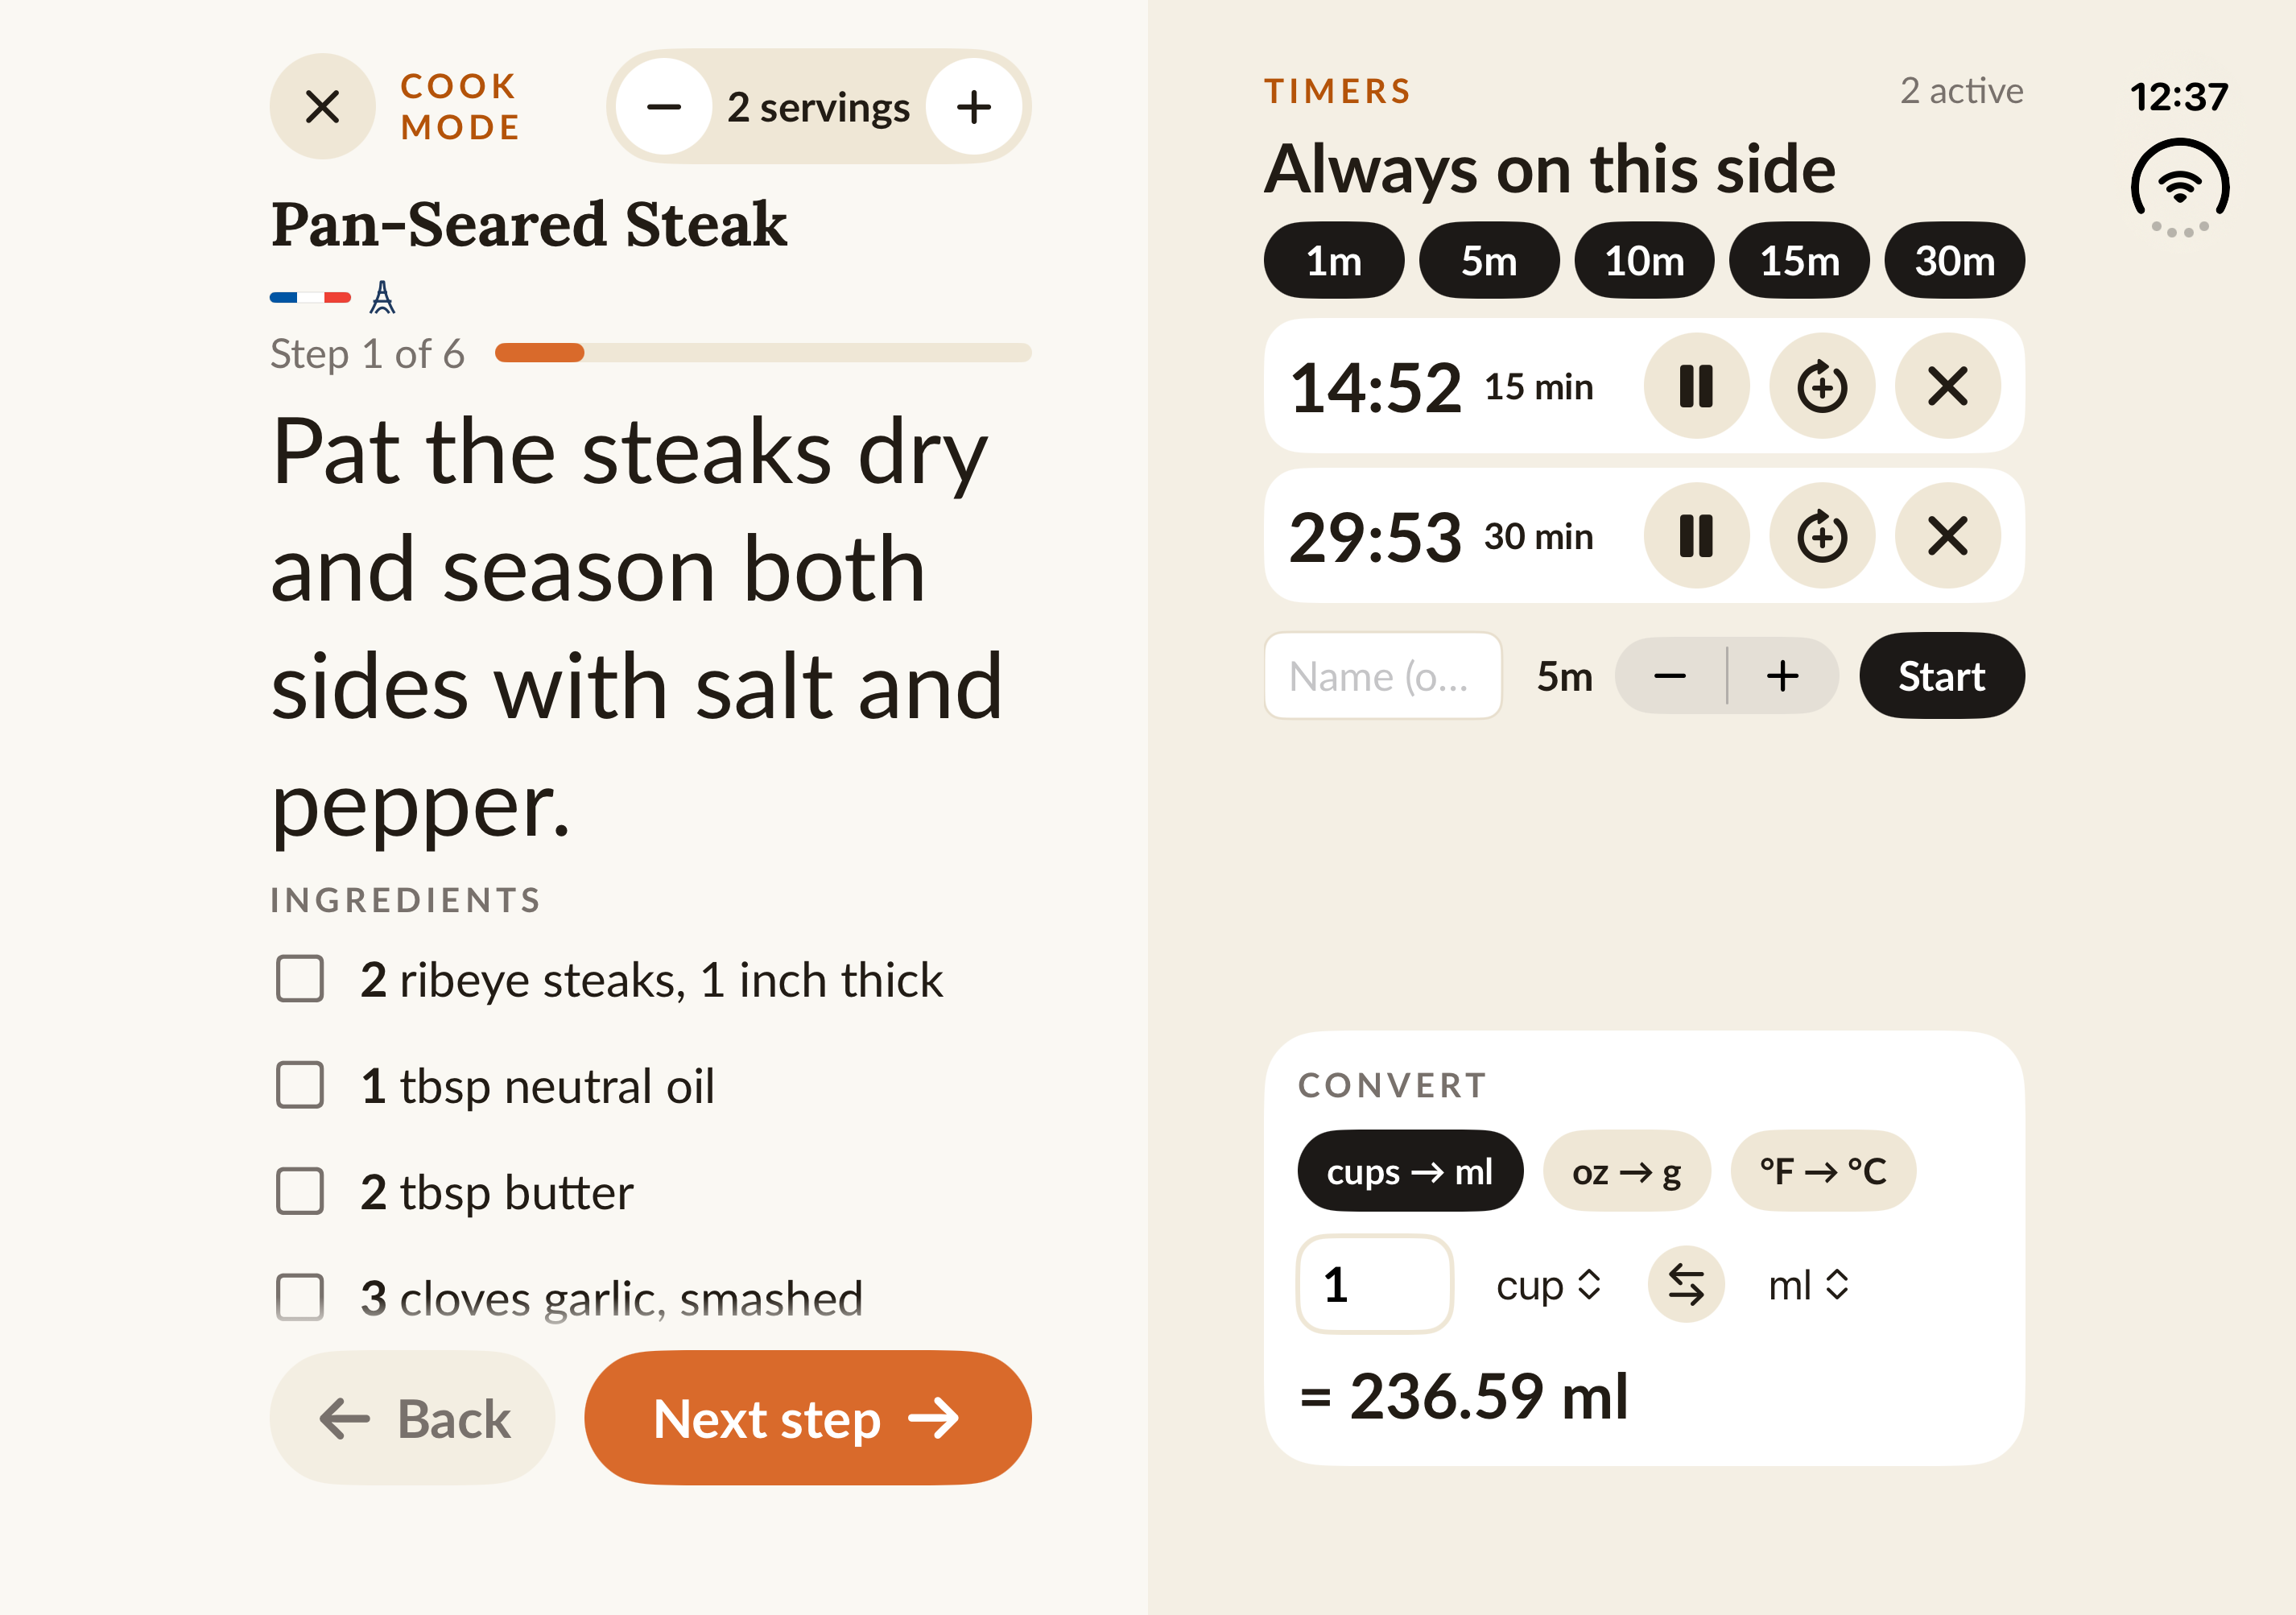 COOK
MODE
2 servings
Pan-Seared Steak
Step 1 of 6
Pat the steaks dry
and season both
sides with salt and
pepper.
INGREDIENTS
2 ribeye steaks, 1 inch thick
1 tbsp neutral oil
2 tbsp butter
3 cloves garlic, smashed
← Back
Next step →
TIMERS
2 active
Always on this side
1m 5m 10m 15m 30m
14:52 15 min
29:53 30 min
Name (o...
5m
Start
CONVERT
cups → ml
oz → g
°F → °C
1 cup ml
= 236.59 ml
12:37